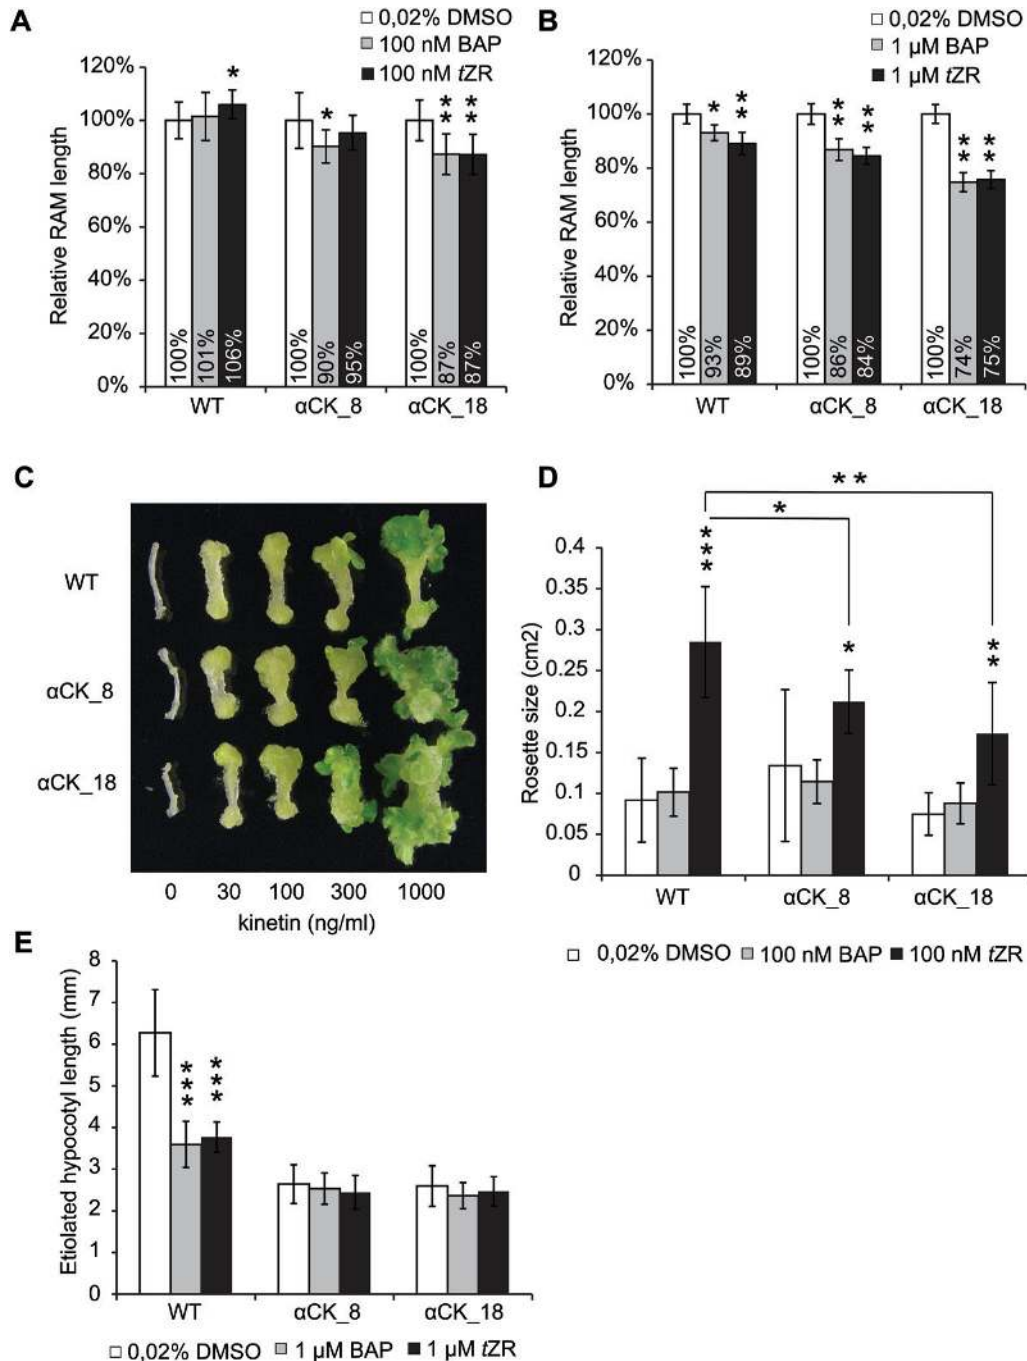 A
0,02% DMSO
100 nM BAP
100 nM tZR
Relative RAM length
120%
100%
80%
60%
40%
20%
0%
* * ** **
100% 101% 106% 100% 90% 95% 100% 87% 87%
WT αCK_8 αCK_18
B
0,02% DMSO
1 µM BAP
1 µM tZR
Relative RAM length
120%
100%
80%
60%
40%
20%
0%
* ** ** ** ** **
100% 93% 89% 100% 86% 84% 100% 74% 75%
WT αCK_8 αCK_18
C
WT
αCK_8
αCK_18
0 30 100 300 1000
kinetin (ng/ml)
D
Rosette size (cm2)
**
*
0.4
0.35
0.3
0.25
0.2
0.15
0.1
0.05
0
*** * **
WT αCK_8 αCK_18
0,02% DMSO 100 nM BAP 100 nM tZR
E
Etiolated hypocotyl length (mm)
8
7
6
5
4
3
2
1
0
*** ***
WT αCK_8 αCK_18
0,02% DMSO 1 µM BAP 1 µM tZR